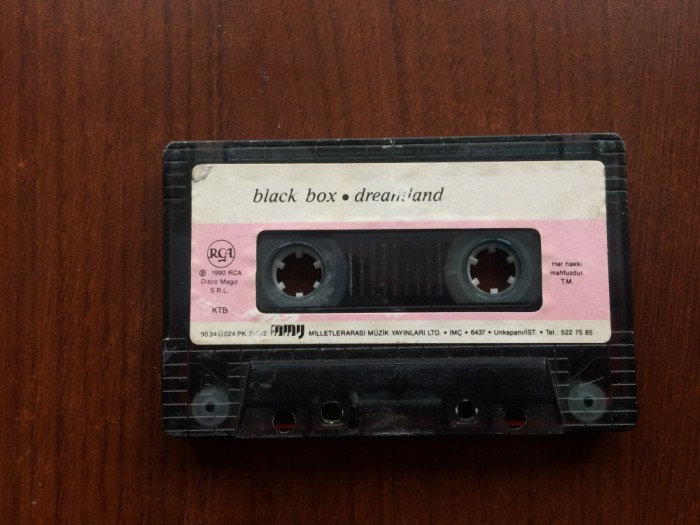 black box • dreamland
RCA
℗ 1990 RCA
Disco Magic
S.R.L.
KTB
Her hakkı
mahfuzdur.
T.M.
MİLLETLERARASI MÜZİK YAYINLARI LTD. • İMÇ • 6437 • Unkapanı/İST. • Tel.: 522 75 85